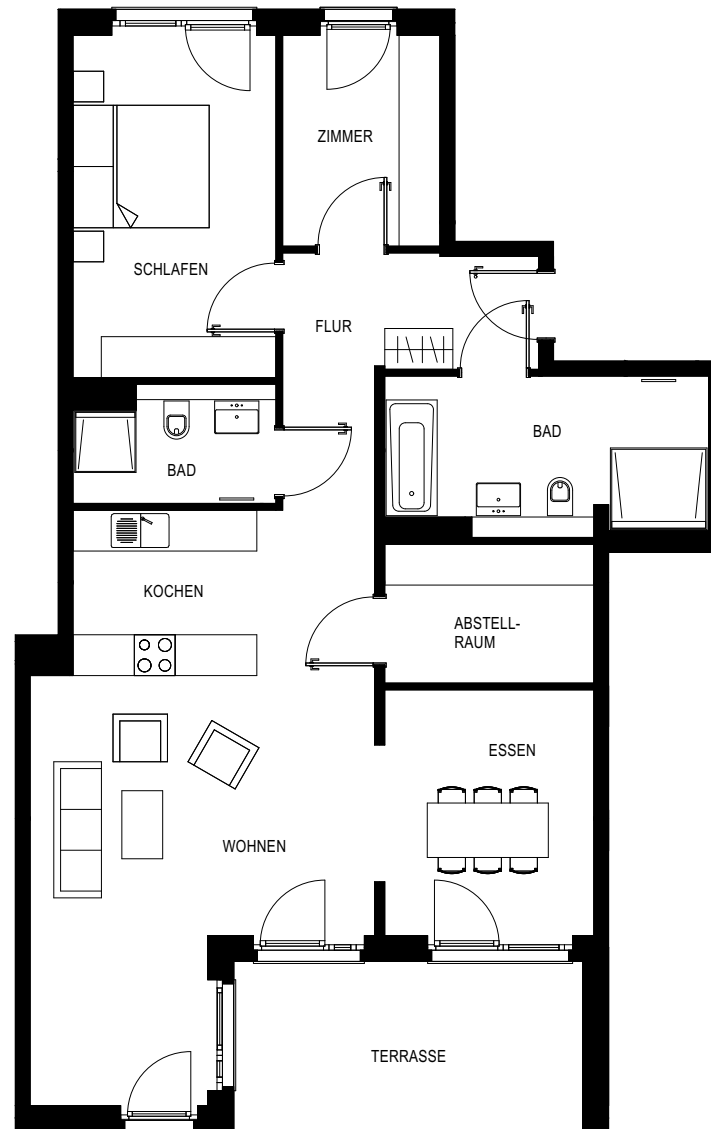 ZIMMER
SCHLAFEN
FLUR
BAD
BAD
KOCHEN
ABSTELL-
RAUM
ESSEN
WOHNEN
TERRASSE